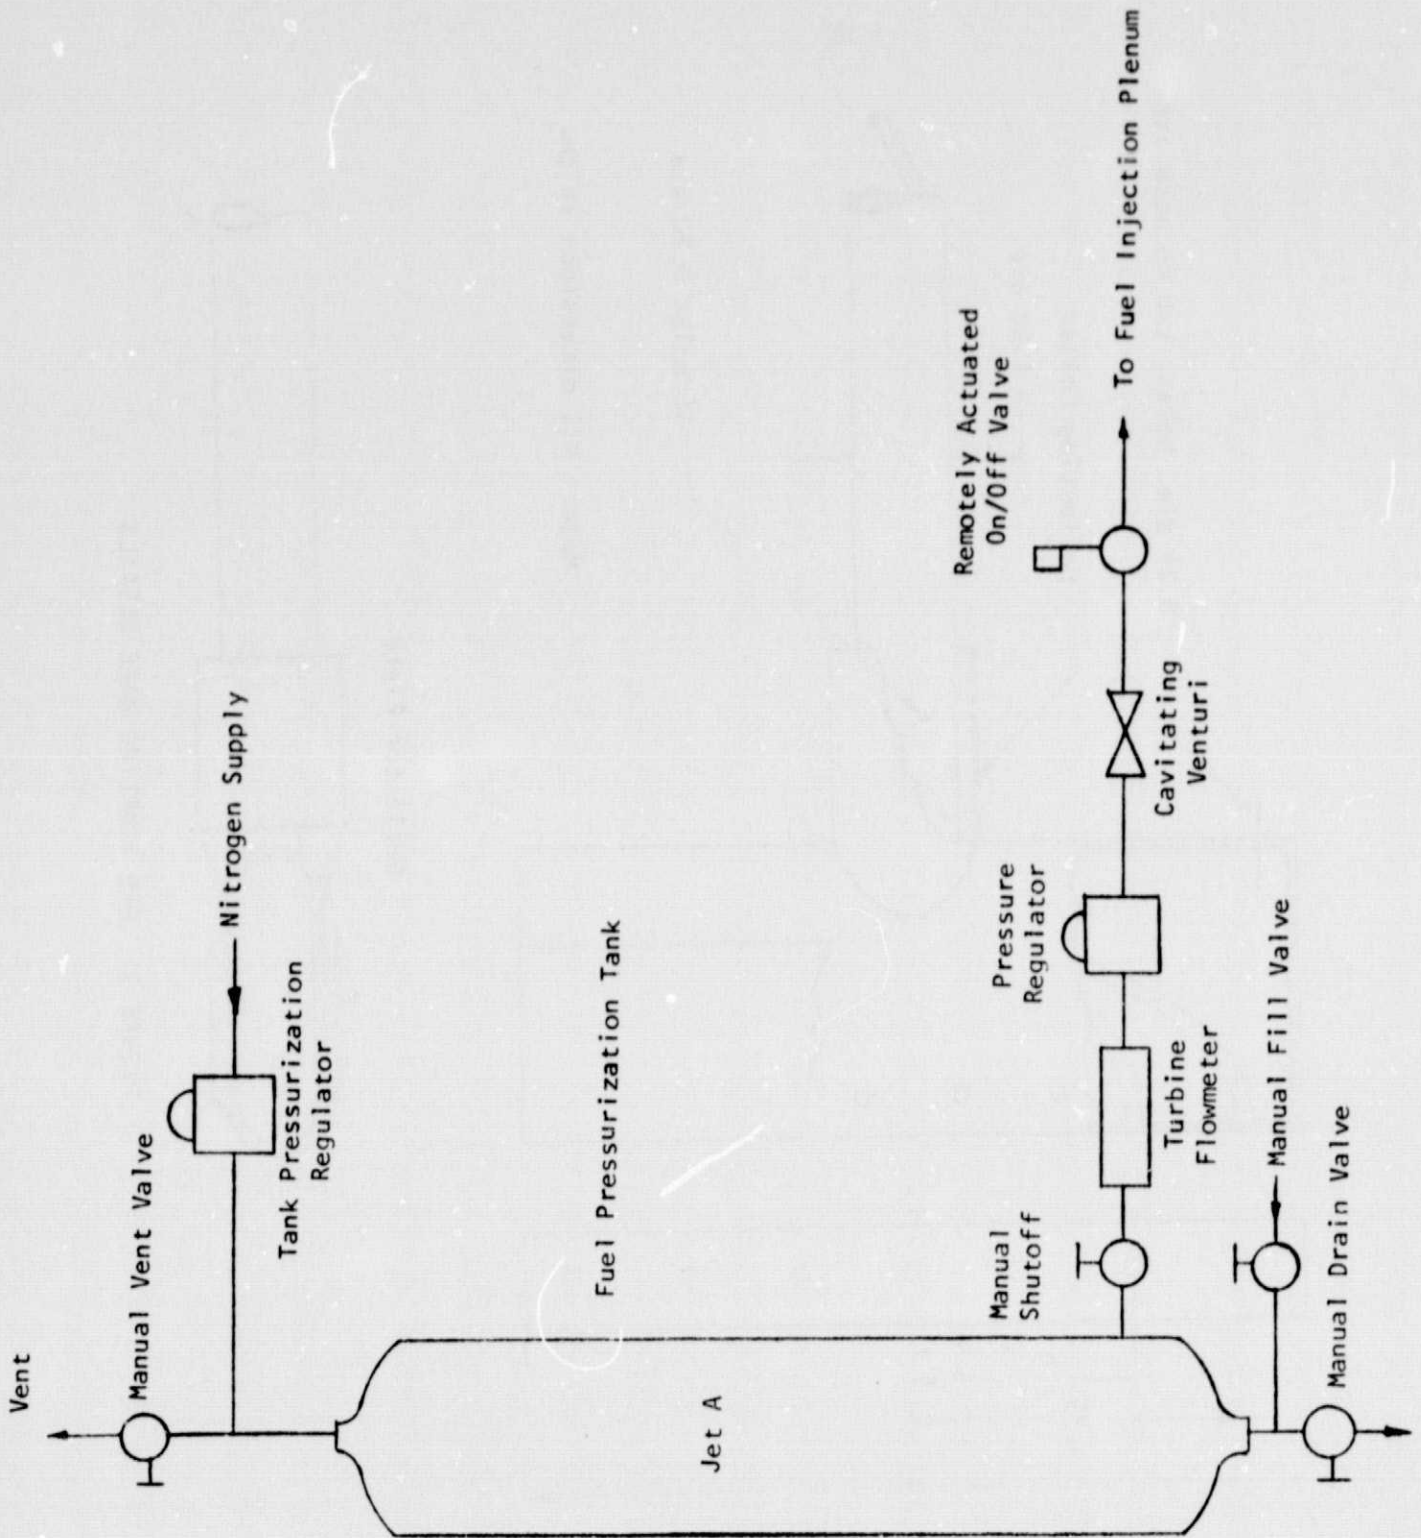 Vent
Manual Vent Valve
Nitrogen Supply
Tank Pressurization
Regulator
Fuel Pressurization Tank
Jet A
Remotely Actuated
On/Off Valve
To Fuel Injection Plenum
Pressure
Regulator
Cavitating
Venturi
Manual
Shutoff
Turbine
Flowmeter
Manual Fill Valve
Manual Drain Valve